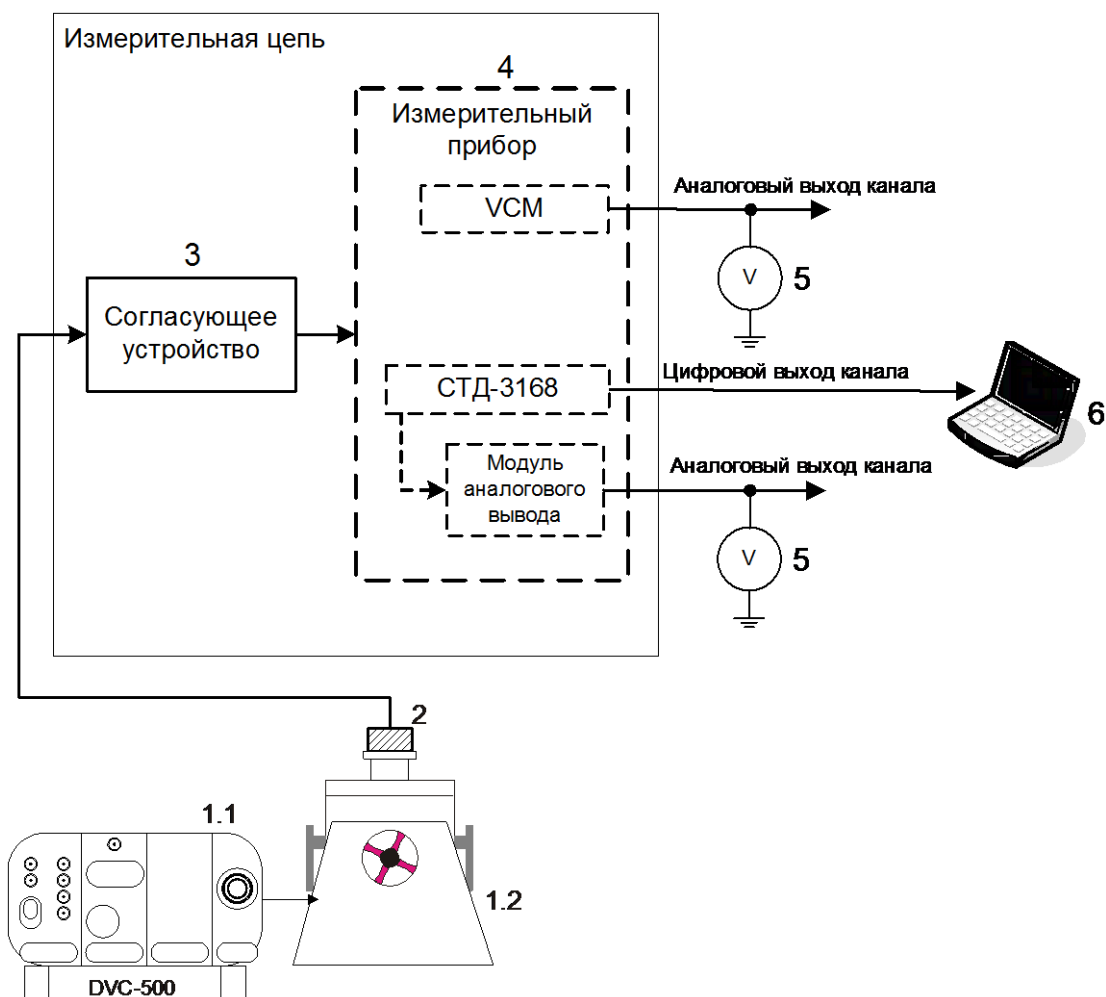 Измерительная цепь
4
Измерительный
прибор
VCM
Аналоговый выход канала
V
5
3
Согласующее
устройство
СТД-3168
Цифровой выход канала
6
Модуль
аналогового
вывода
Аналоговый выход канала
V
5
2
1.1
1.2
DVC-500